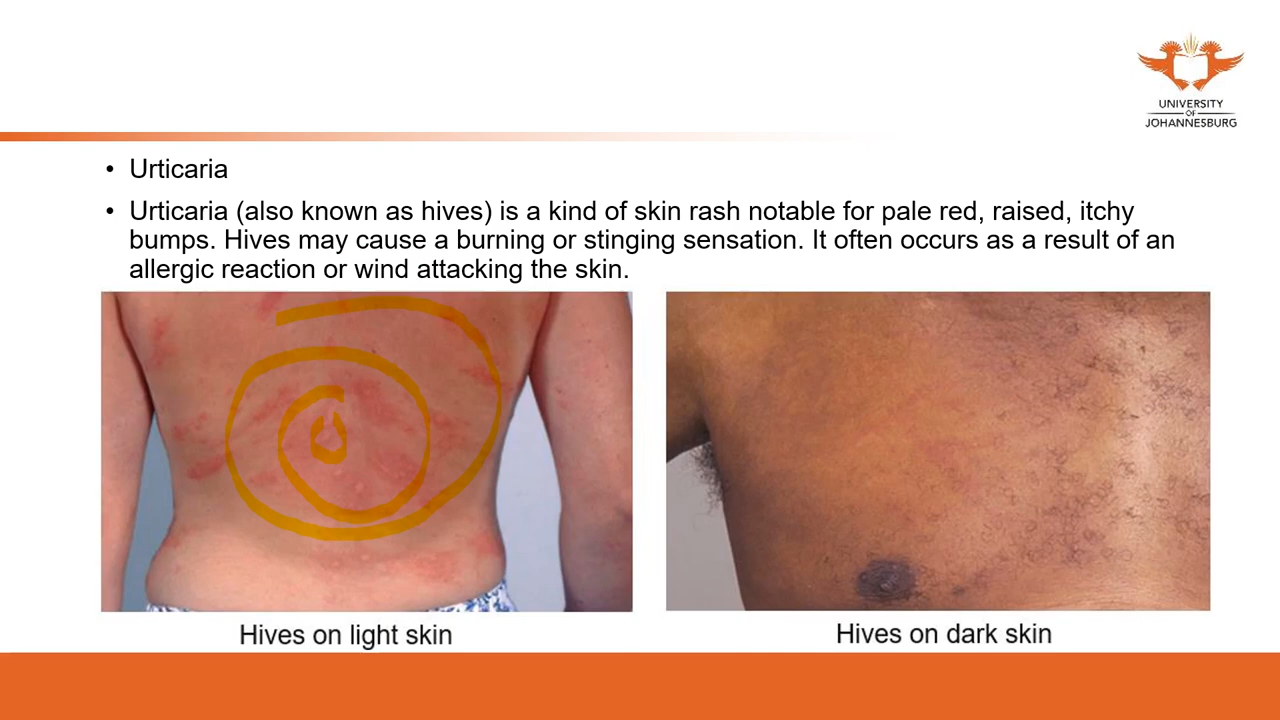 UNIVERSITY
OF
JOHANNESBURG
• Urticaria
• Urticaria (also known as hives) is a kind of skin rash notable for pale red, raised, itchy
bumps. Hives may cause a burning or stinging sensation. It often occurs as a result of an
allergic reaction or wind attacking the skin.
Hives on light skin
Hives on dark skin